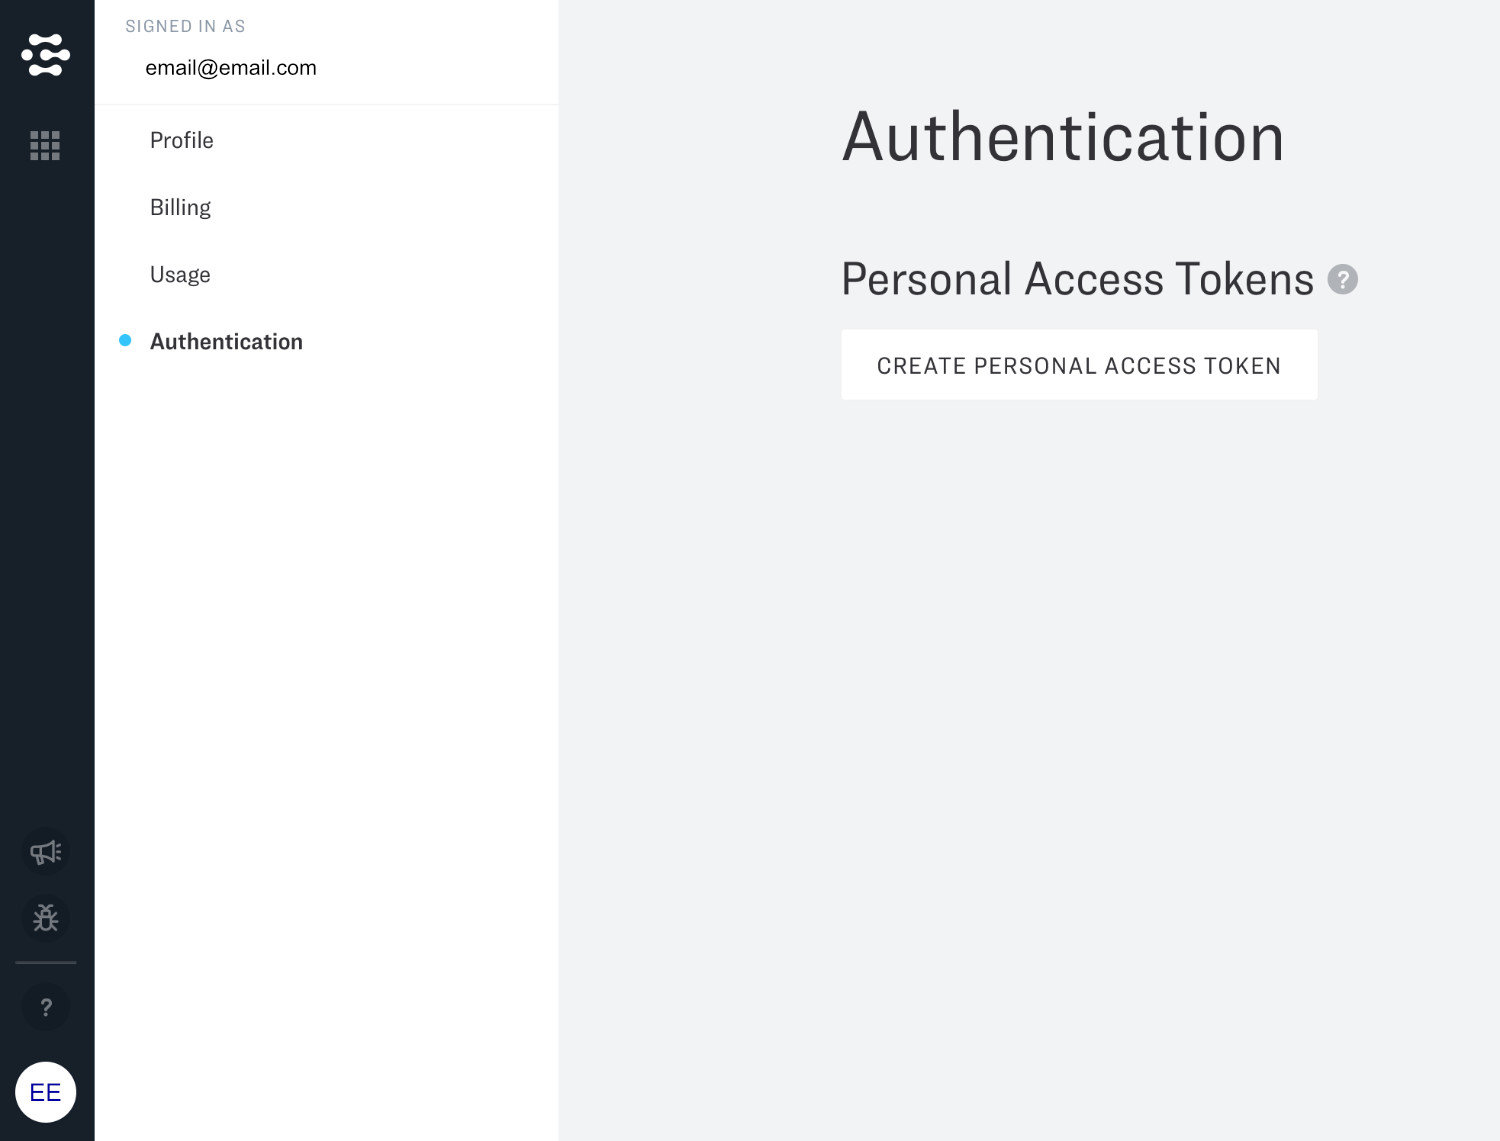 SIGNED IN AS
email@email.com
Profile
Billing
Usage
Authentication
Authentication
Personal Access Tokens ?
CREATE PERSONAL ACCESS TOKEN
?
EE